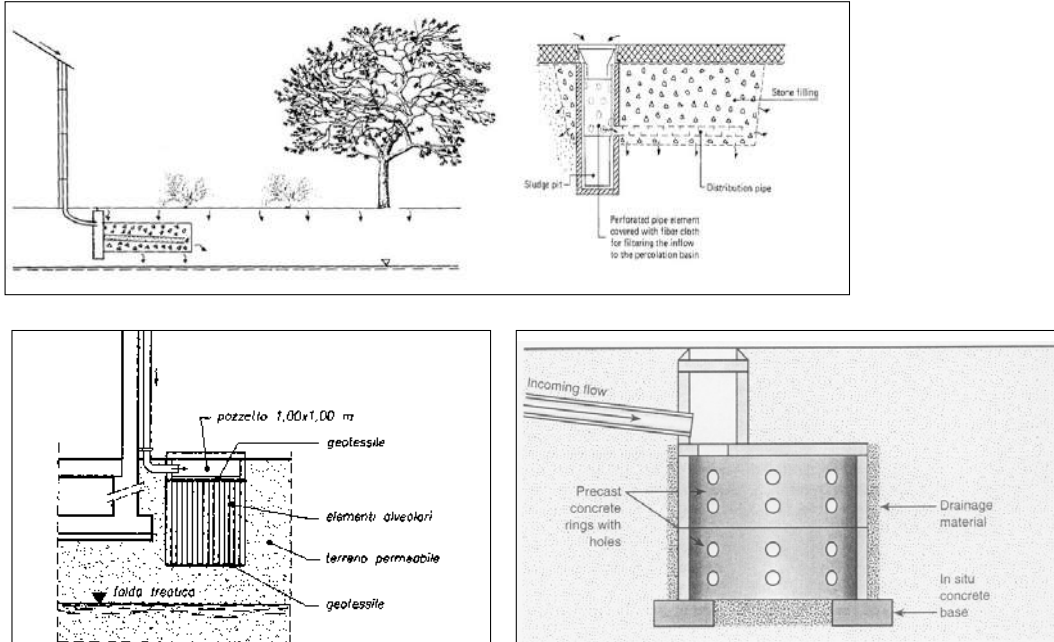 Stone filling
Sludge pit
Distribution pipe
Perforated pipe element
covered with fiber cloth
for filtering the inflow
to the percolation basin
pozzetto 1,00x1,00 m
geotessile
elementi alveolari
terreno permeabile
falda freatica
geotessile
Incoming flow
Precast
concrete
rings with
holes
Drainage
material
In situ
concrete
base